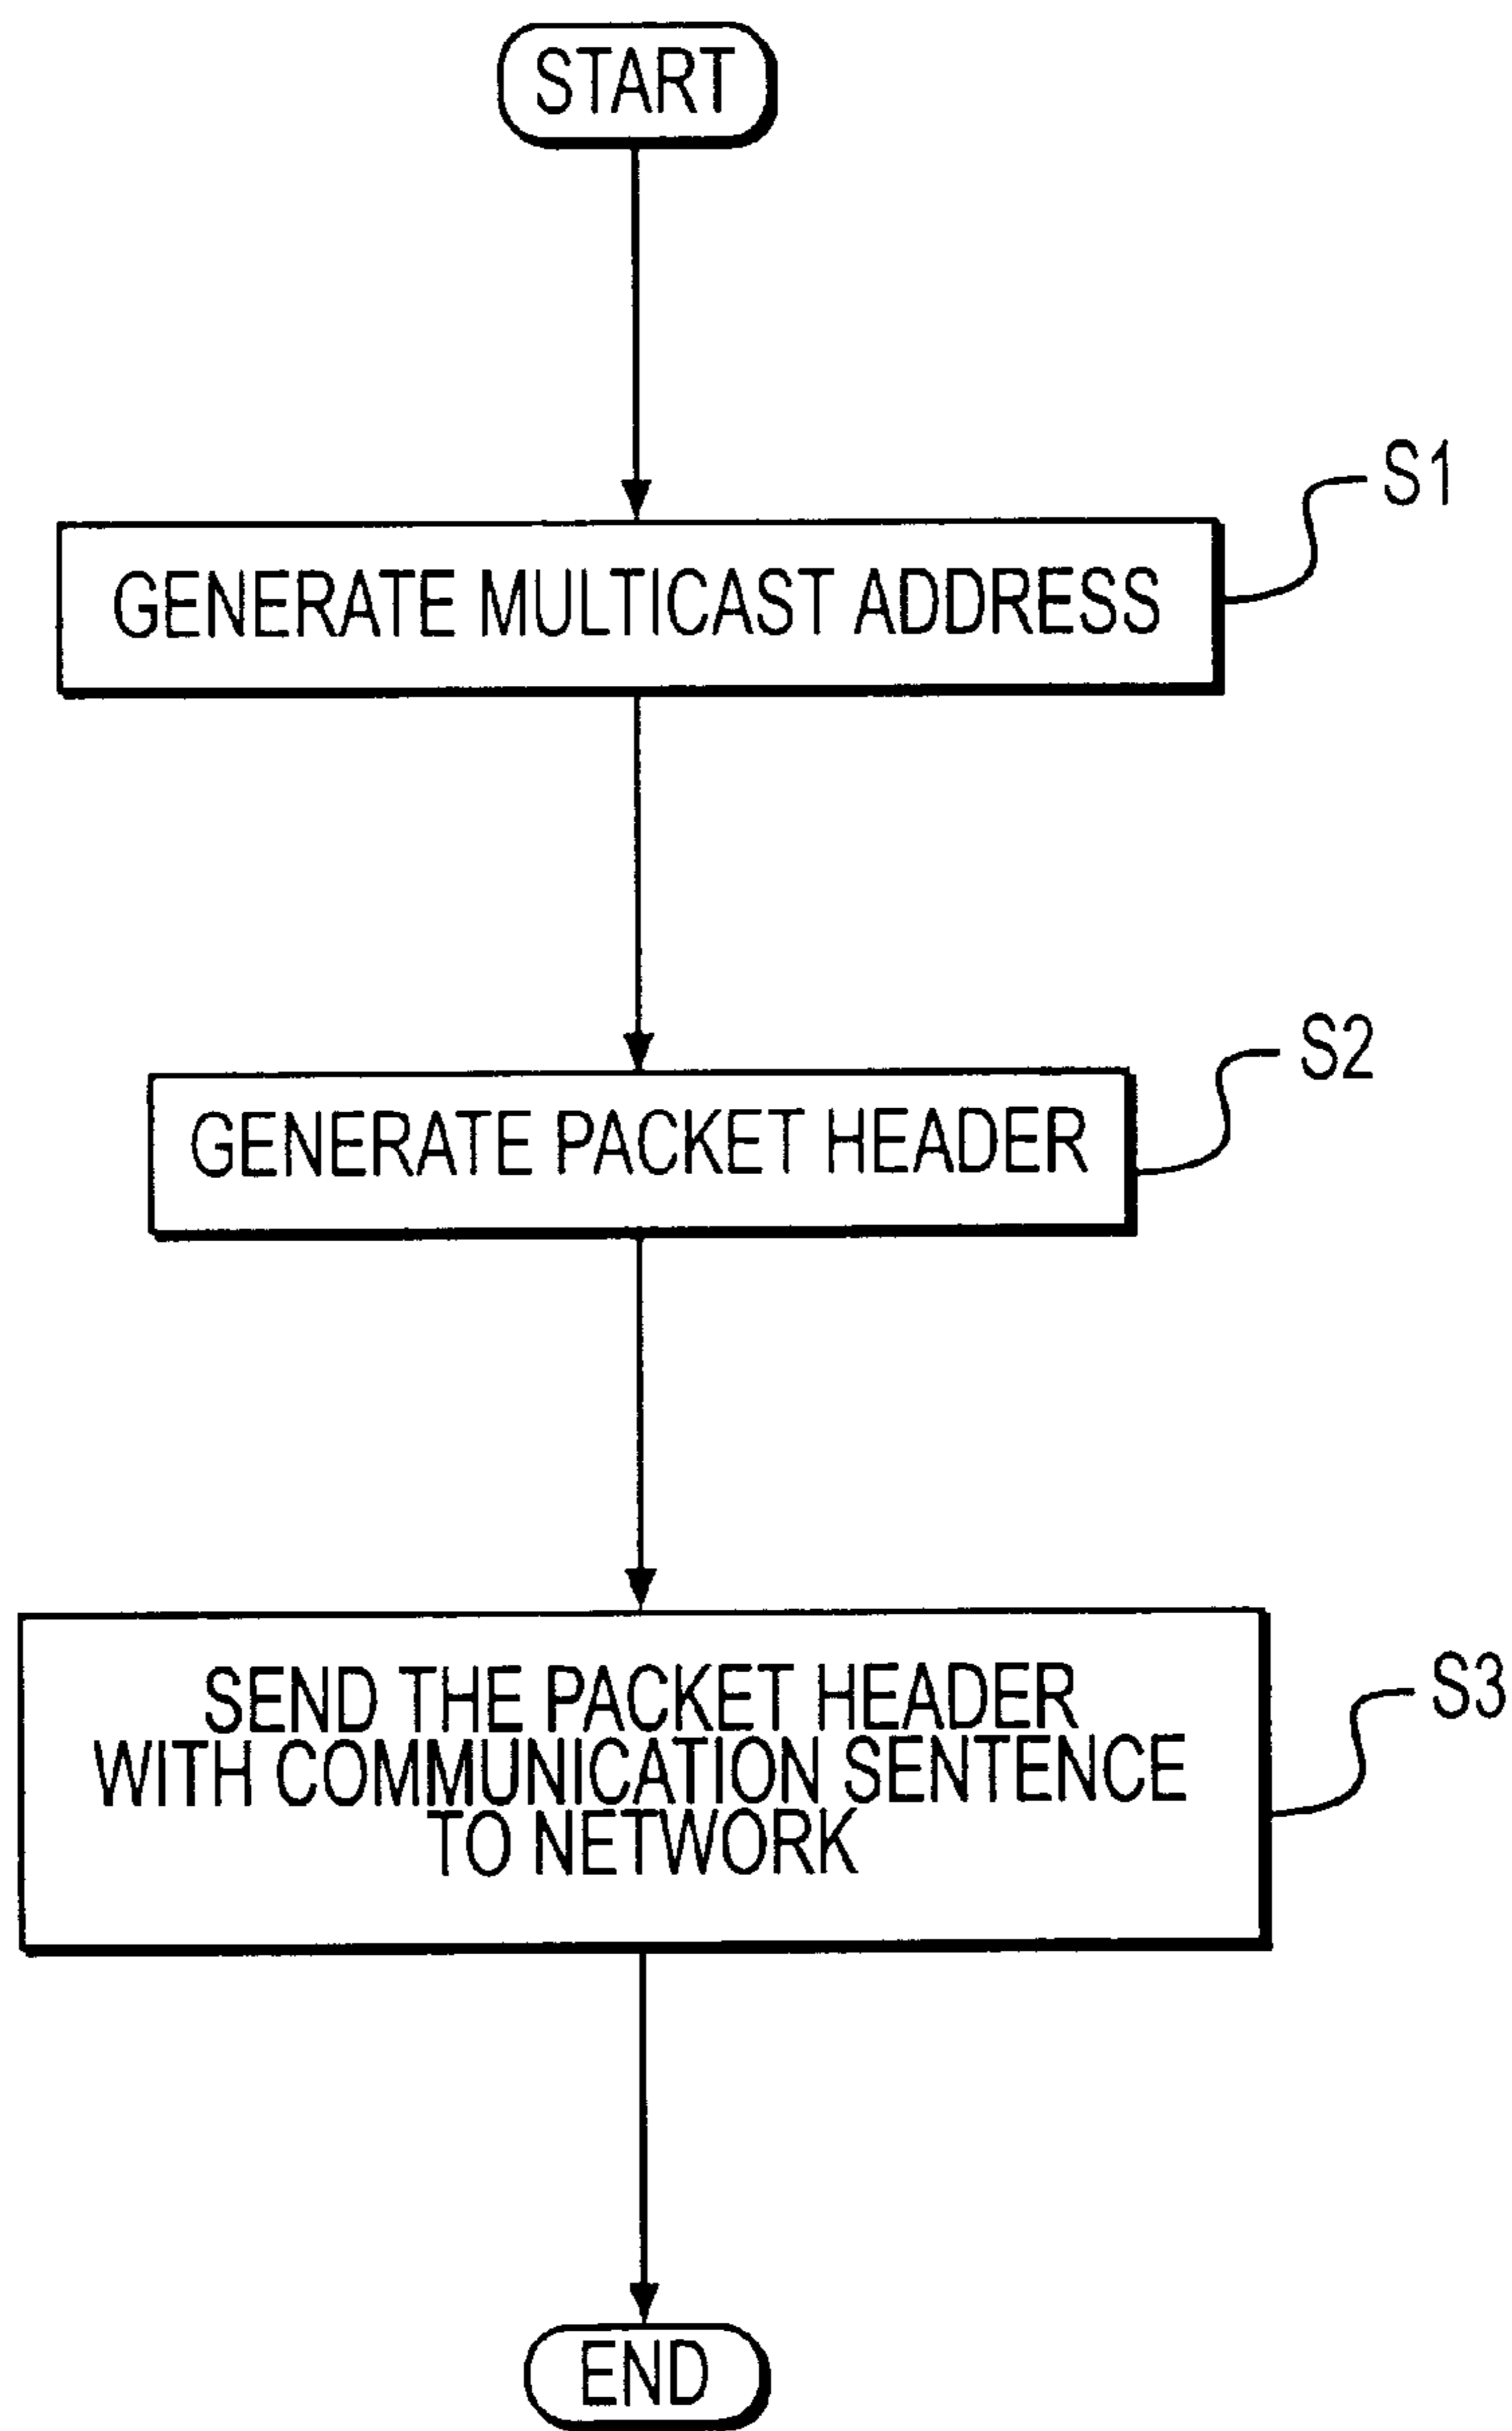 START
S1
GENERATE MULTICAST ADDRESS
S2
GENERATE PACKET HEADER
S3
SEND THE PACKET HEADER
WITH COMMUNICATION SENTENCE
TO NETWORK
END